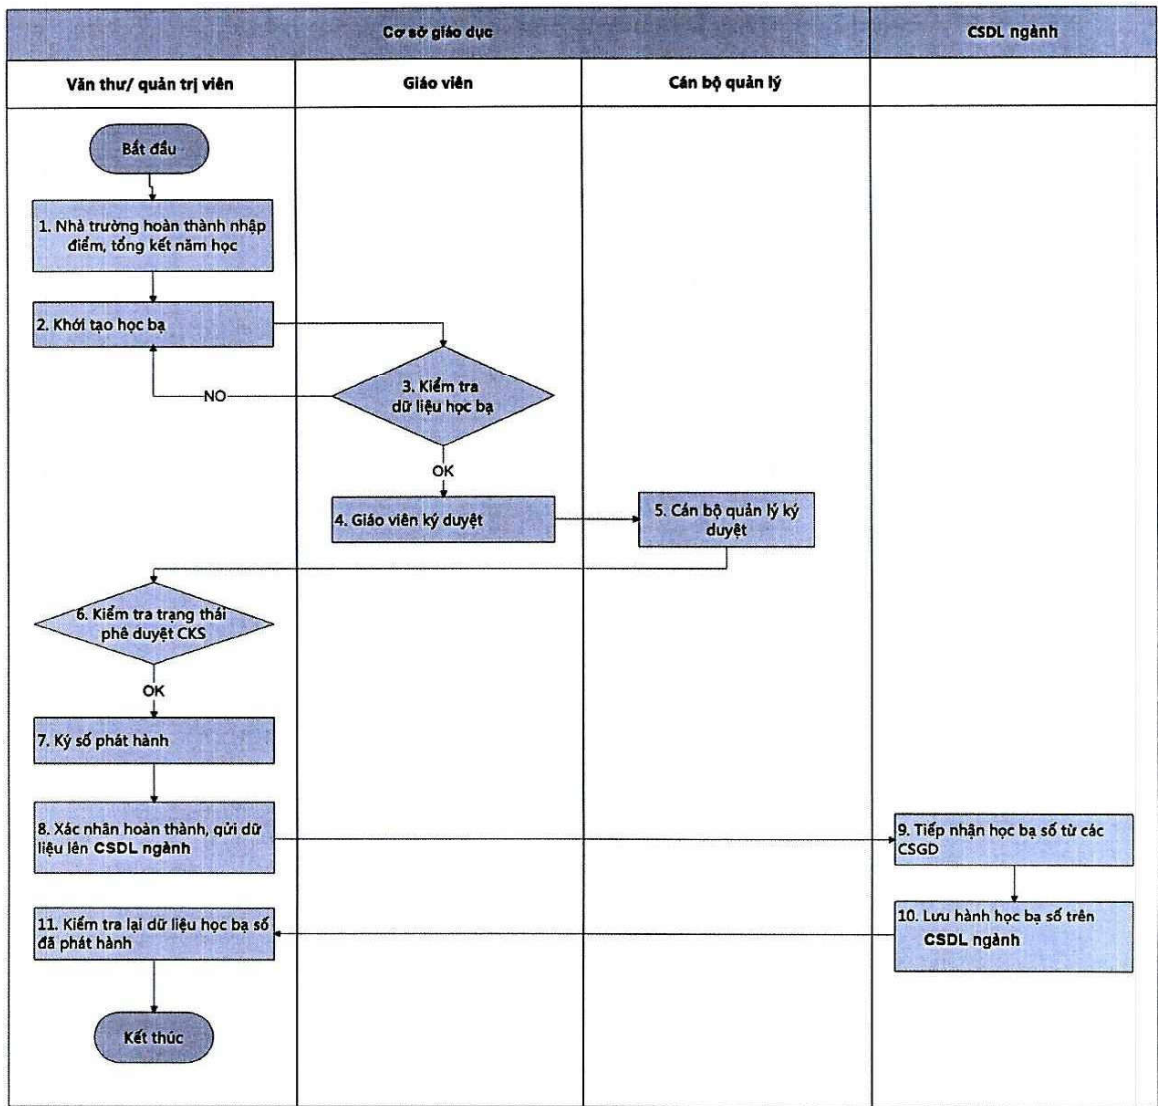 Cơ sở giáo dục
CSDL ngành
Văn thư/ quản trị viên
Giáo viên
Cán bộ quản lý
Bắt đầu
1. Nhà trường hoàn thành nhập
điểm, tổng kết năm học
2. Khởi tạo học bạ
3. Kiểm tra
dữ liệu học bạ
NO
OK
4. Giáo viên ký duyệt
5. Cán bộ quản lý ký
duyệt
6. Kiểm tra trạng thái
phê duyệt CKS
OK
7. Ký số phát hành
8. Xác nhận hoàn thành, gửi dữ
liệu lên CSDL ngành
9. Tiếp nhận học bạ số từ các
CSGD
10. Lưu hành học bạ số trên
CSDL ngành
11. Kiểm tra lại dữ liệu học bạ số
đã phát hành
Kết thúc